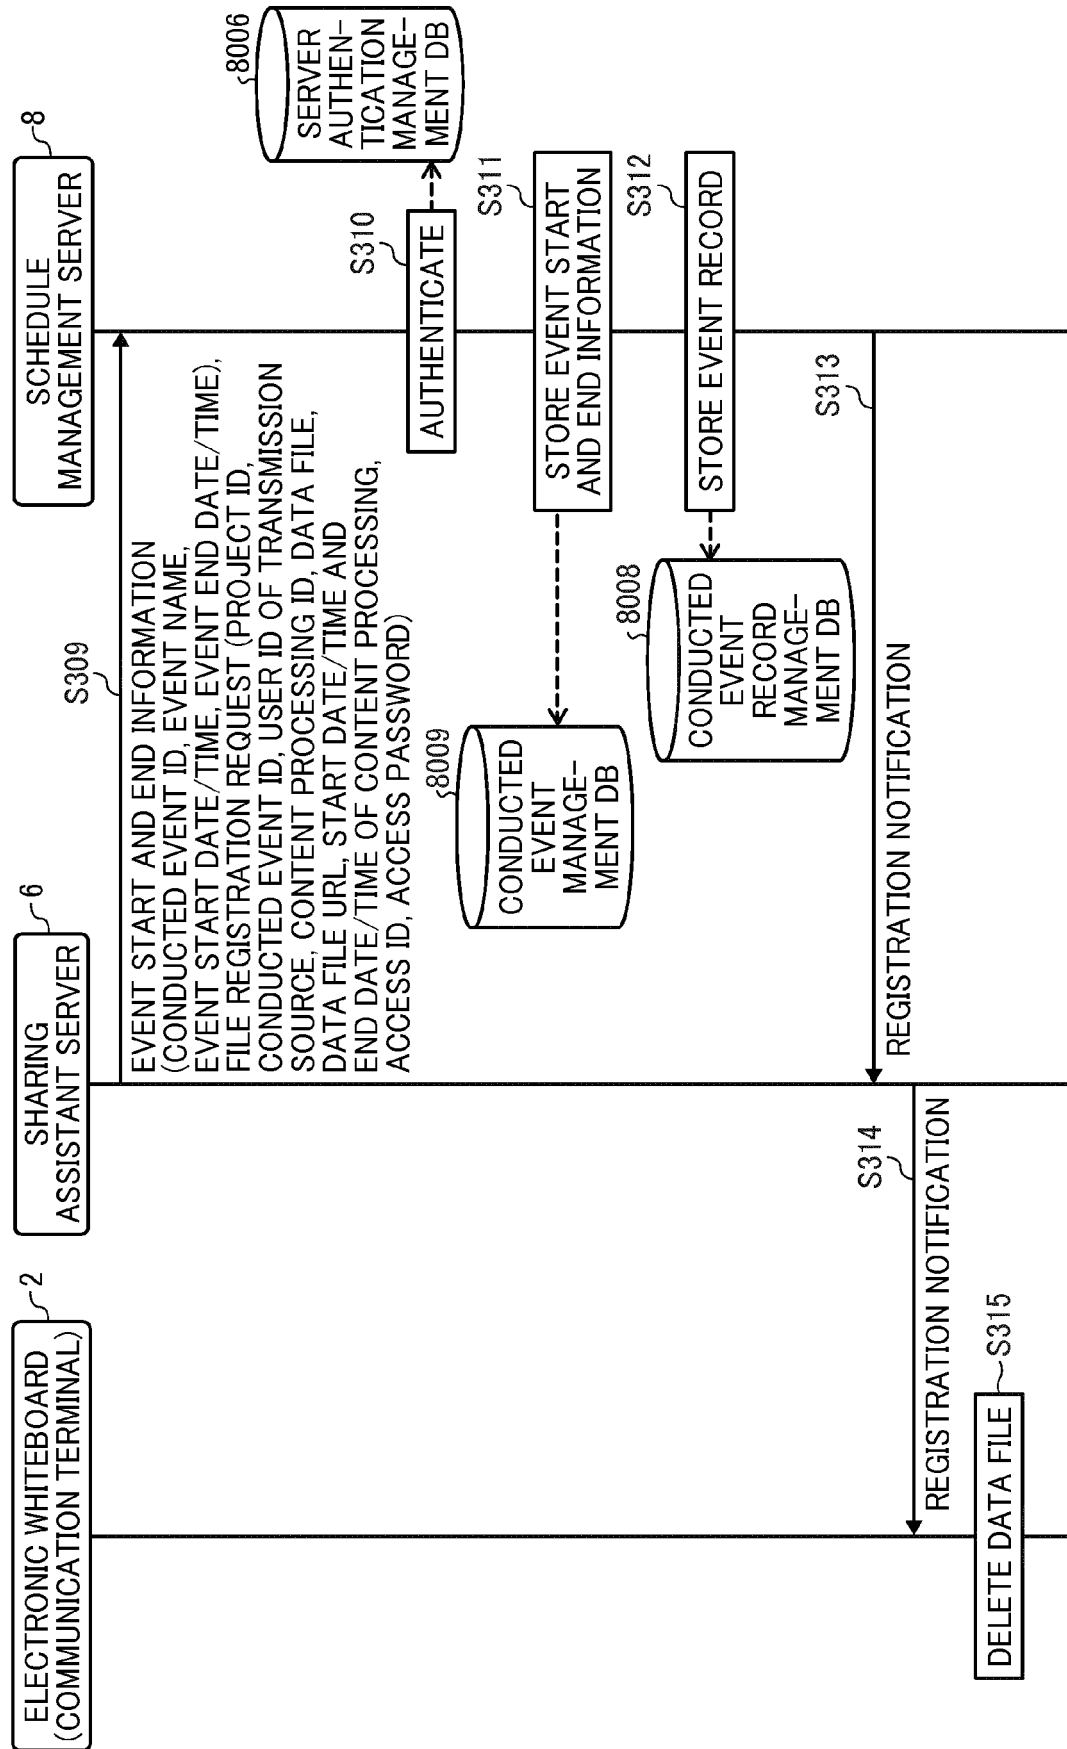 ELECTRONIC WHITEBOARD
(COMMUNICATION TERMINAL)
2
SHARING
ASSISTANT SERVER
6
SCHEDULE
MANAGEMENT SERVER
8
S309
EVENT START AND END INFORMATION
(CONDUCTED EVENT ID, EVENT NAME,
EVENT START DATE/TIME, EVENT END DATE/TIME),
FILE REGISTRATION REQUEST (PROJECT ID,
CONDUCTED EVENT ID, USER ID OF TRANSMISSION
SOURCE, CONTENT PROCESSING ID, DATA FILE,
DATA FILE URL, START DATE/TIME AND
END DATE/TIME OF CONTENT PROCESSING,
ACCESS ID, ACCESS PASSWORD)
8006
SERVER
AUTHEN-
TICATION
MANAGE-
MENT DB
S310
AUTHENTICATE
8009
CONDUCTED
EVENT
MANAGE-
MENT DB
S311
STORE EVENT START
AND END INFORMATION
8008
CONDUCTED
EVENT
RECORD
MANAGE-
MENT DB
S312
STORE EVENT RECORD
S313
REGISTRATION NOTIFICATION
S314
REGISTRATION NOTIFICATION
DELETE DATA FILE
S315